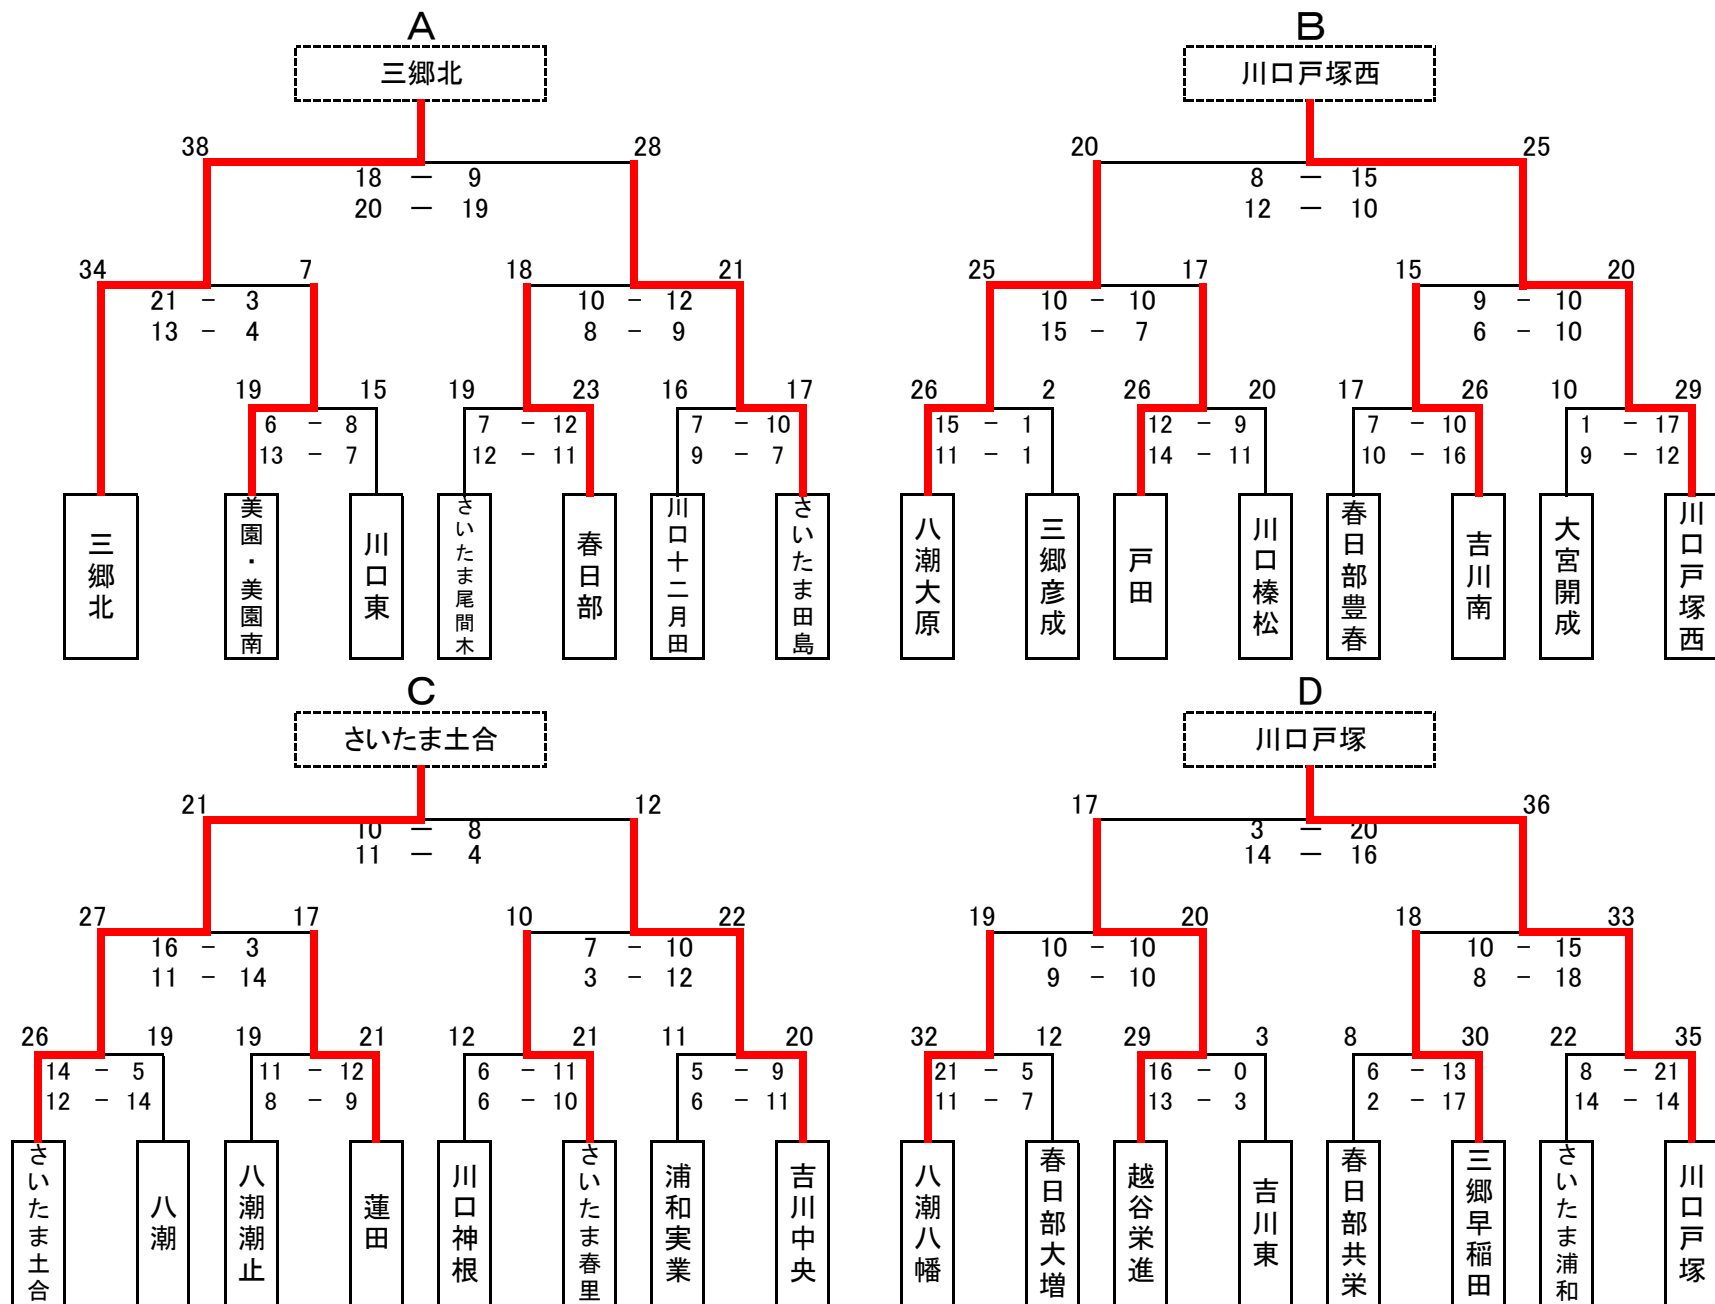 A
三郷北
38 28
18 ー 9
20 ー 19
34 7 18 21
21 - 3 10 - 12
13 - 4 8 - 9
19 15 19 23 16 17
6 - 8 7 - 12 7 - 10
13 - 7 12 - 11 9 - 7
三郷北
美園・美園南
川口東
さいたま尾間木
春日部
川口十二月田
さいたま田島
B
川口戸塚西
20 25
8 ー 15
12 ー 10
25 17 15 20
10 - 10 9 - 10
15 - 7 6 - 10
26 2 26 20 17 26 10 29
15 - 1 12 - 9 7 - 10 1 - 17
11 - 1 14 - 11 10 - 16 9 - 12
八潮大原
三郷彦成
戸田
川口榛松
春日部豊春
吉川南
大宮開成
川口戸塚西
C
さいたま土合
21 12
10 ー 8
11 ー 4
27 17 10 22
16 - 3 7 - 10
11 - 14 3 - 12
26 19 19 21 12 21 11 20
14 - 5 11 - 12 6 - 11 5 - 9
12 - 14 8 - 9 6 - 10 6 - 11
さいたま土合
八潮
八潮潮止
蓮田
川口神根
さいたま春里
浦和実業
吉川中央
D
川口戸塚
17 36
3 ー 20
14 ー 16
19 20 18 33
10 - 10 10 - 15
9 - 10 8 - 18
32 12 29 3 8 30 22 35
21 - 5 16 - 0 6 - 13 8 - 21
11 - 7 13 - 3 2 - 17 14 - 14
八潮八幡
春日部大増
越谷栄進
吉川東
春日部共栄
三郷早稲田
さいたま浦和
川口戸塚